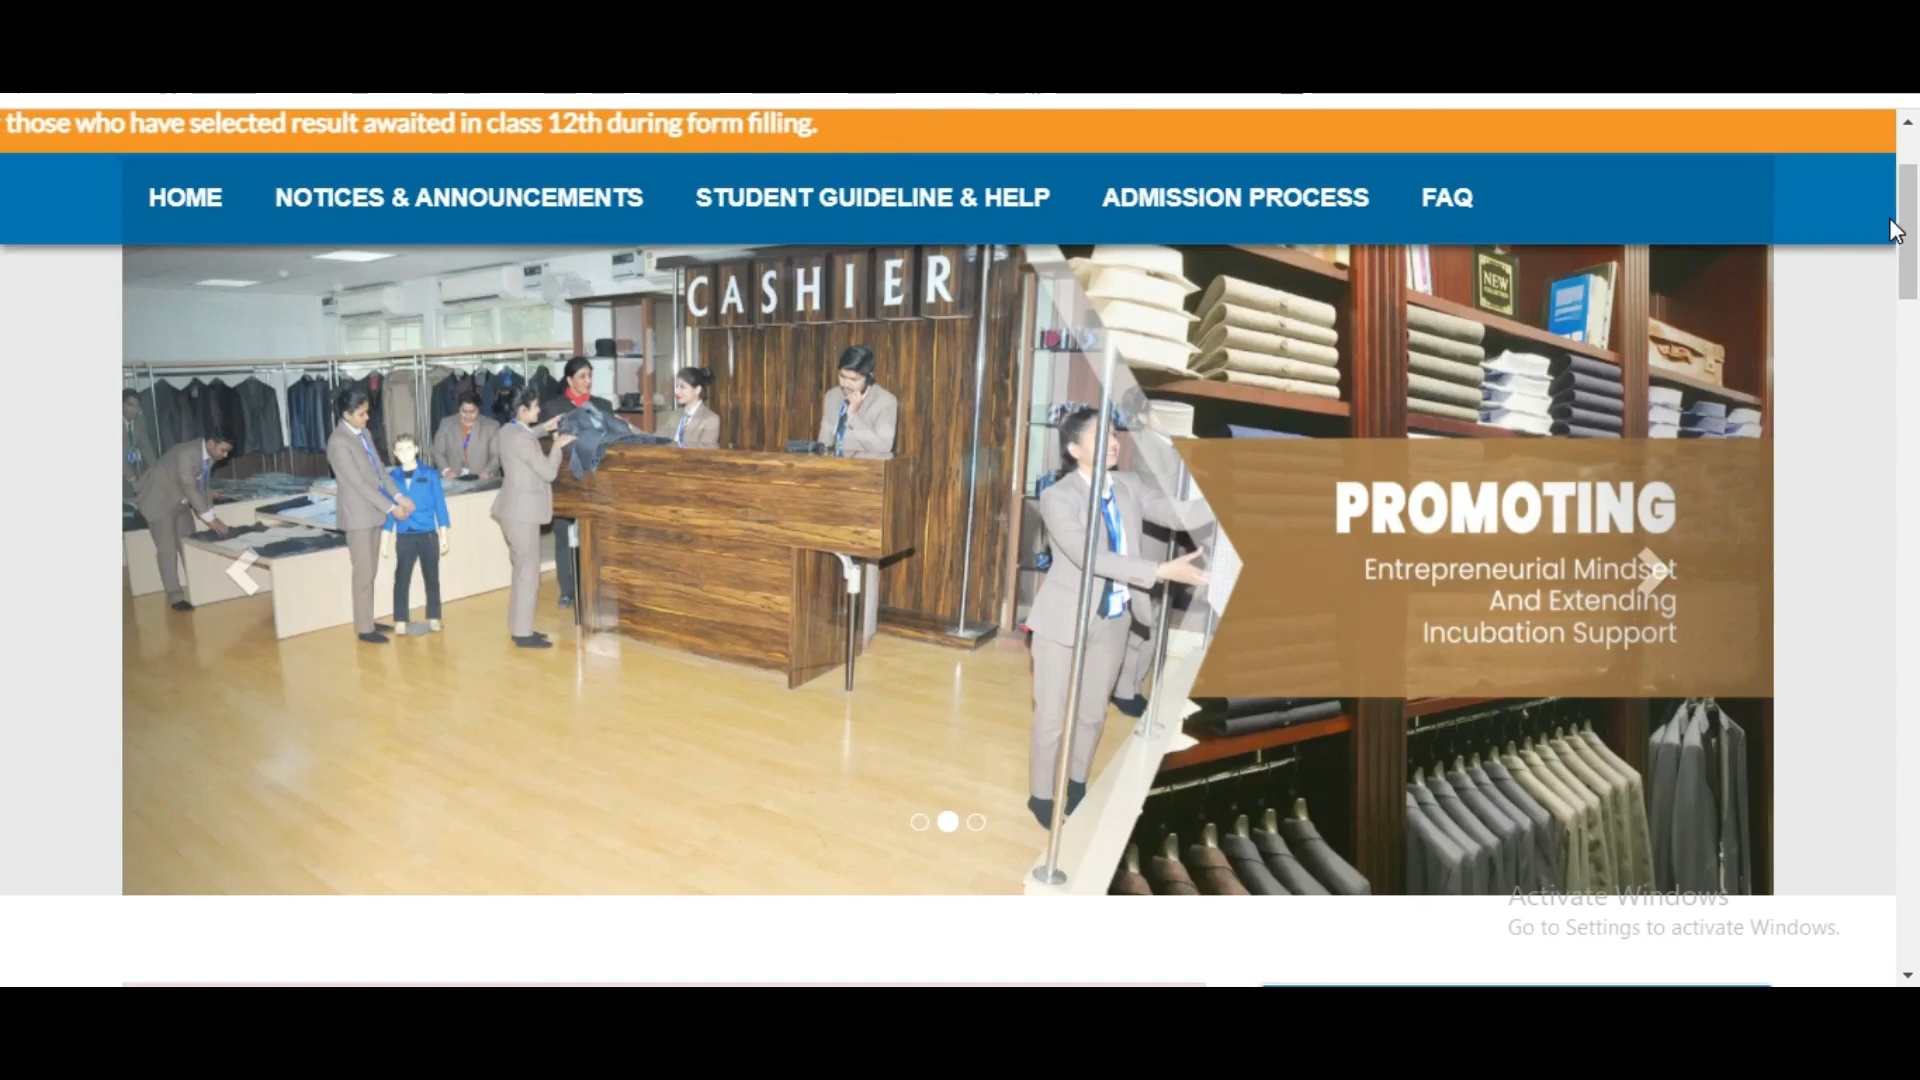 those who have selected result awaited in class 12th during form filling.
HOME NOTICES & ANNOUNCEMENTS STUDENT GUIDELINE & HELP ADMISSION PROCESS FAQ
CASHIER
NEW
PROMOTING
Entrepreneurial Mindset
And Extending
Incubation Support
Activate Windows
Go to Settings to activate Windows.